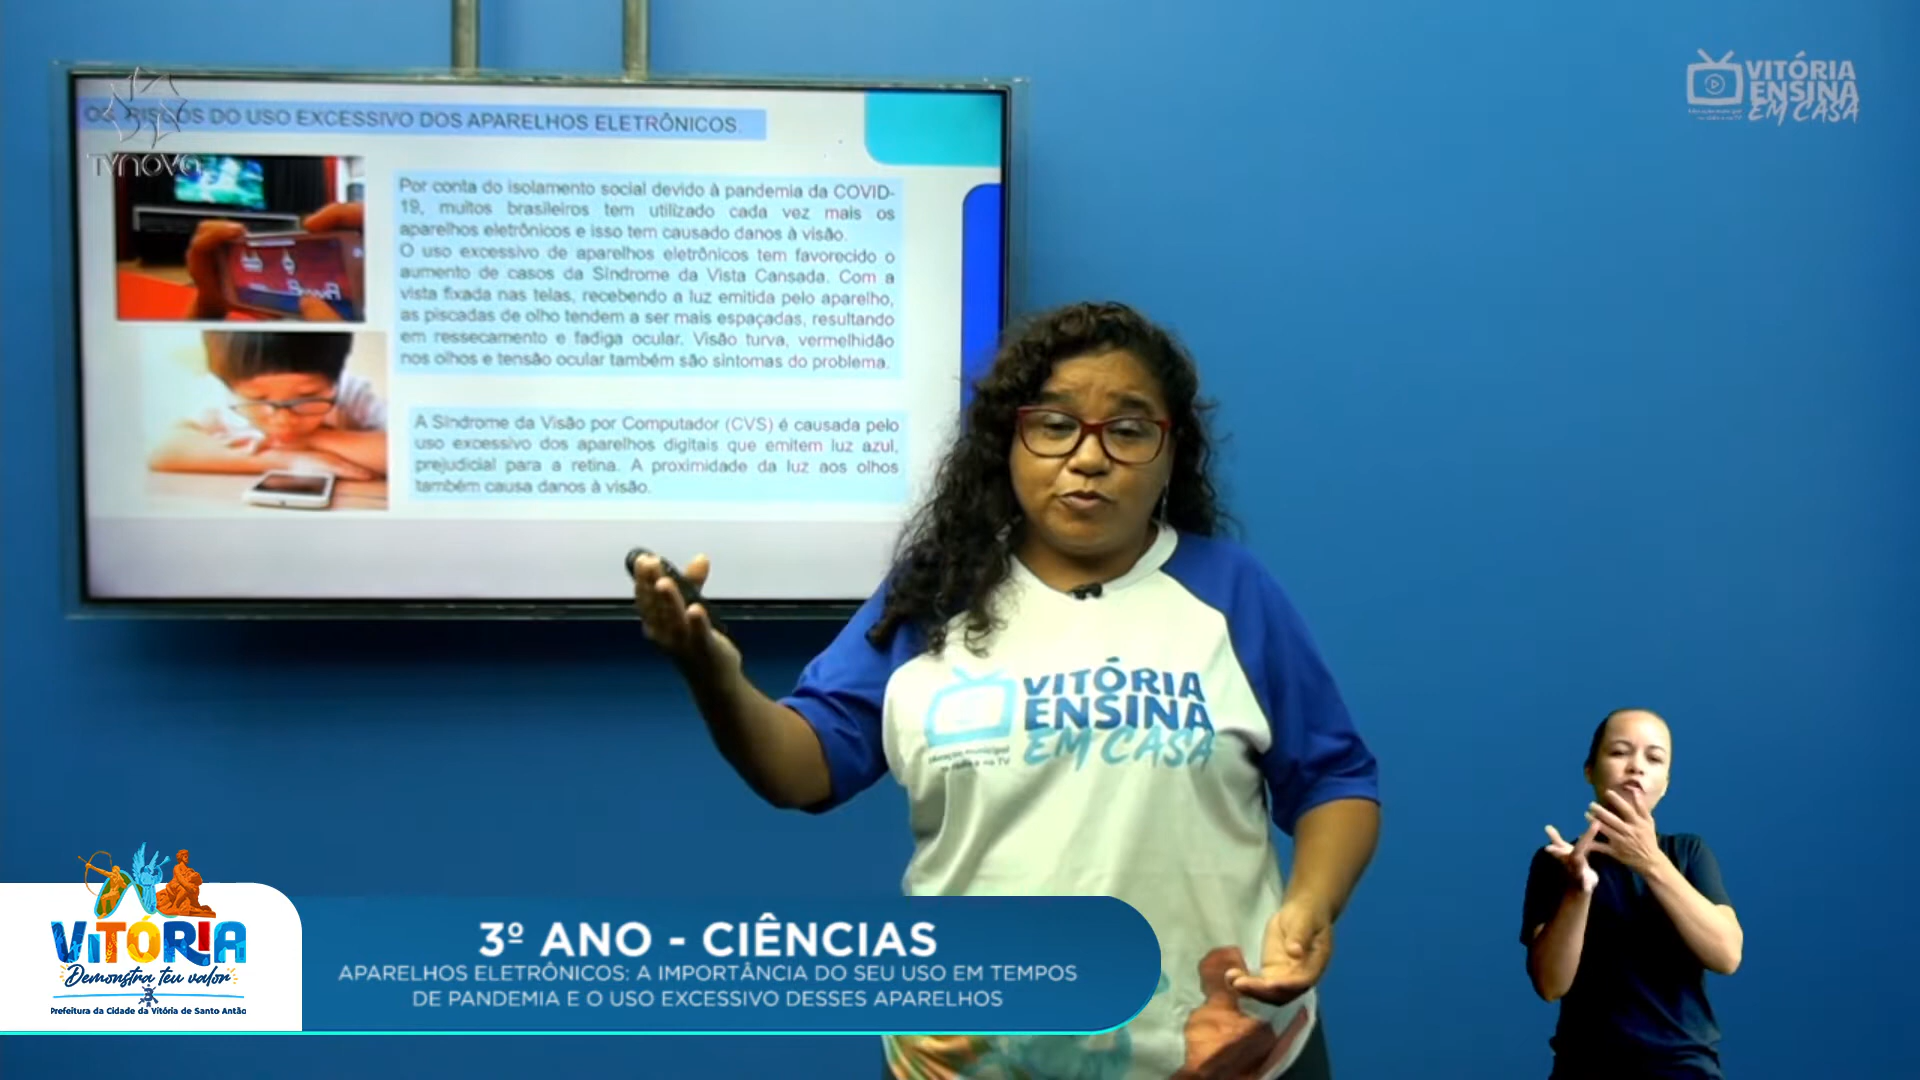 OS RISCOS DO USO EXCESSIVO DOS APARELHOS ELETRÔNICOS.
TVNOVA
Por conta do isolamento social devido à pandemia da COVID-
19, muitos brasileiros tem utilizado cada vez mais os
aparelhos eletrônicos e isso tem causado danos à visão.
O uso excessivo de aparelhos eletrônicos tem favorecido o
aumento de casos da Síndrome da Vista Cansada. Com a
vista fixada nas telas, recebendo a luz emitida pelo aparelho,
as piscadas de olho tendem a ser mais espaçadas, resultando
em ressecamento e fadiga ocular. Visão turva, vermelhidão
nos olhos e tensão ocular também são sintomas do problema.
A Síndrome da Visão por Computador (CVS) é causada pelo
uso excessivo dos aparelhos digitais que emitem luz azul,
prejudicial para a retina. A proximidade da luz aos olhos
também causa danos à visão.
VITÓRIA
ENSINA
EM CASA
VITÓRIA
ENSINA
EM CASA
VITÓRIA
Demonstra teu valor
Prefeitura da Cidade da Vitória de Santo Antão
3º ANO - CIÊNCIAS
APARELHOS ELETRÔNICOS: A IMPORTÂNCIA DO SEU USO EM TEMPOS
DE PANDEMIA E O USO EXCESSIVO DESSES APARELHOS